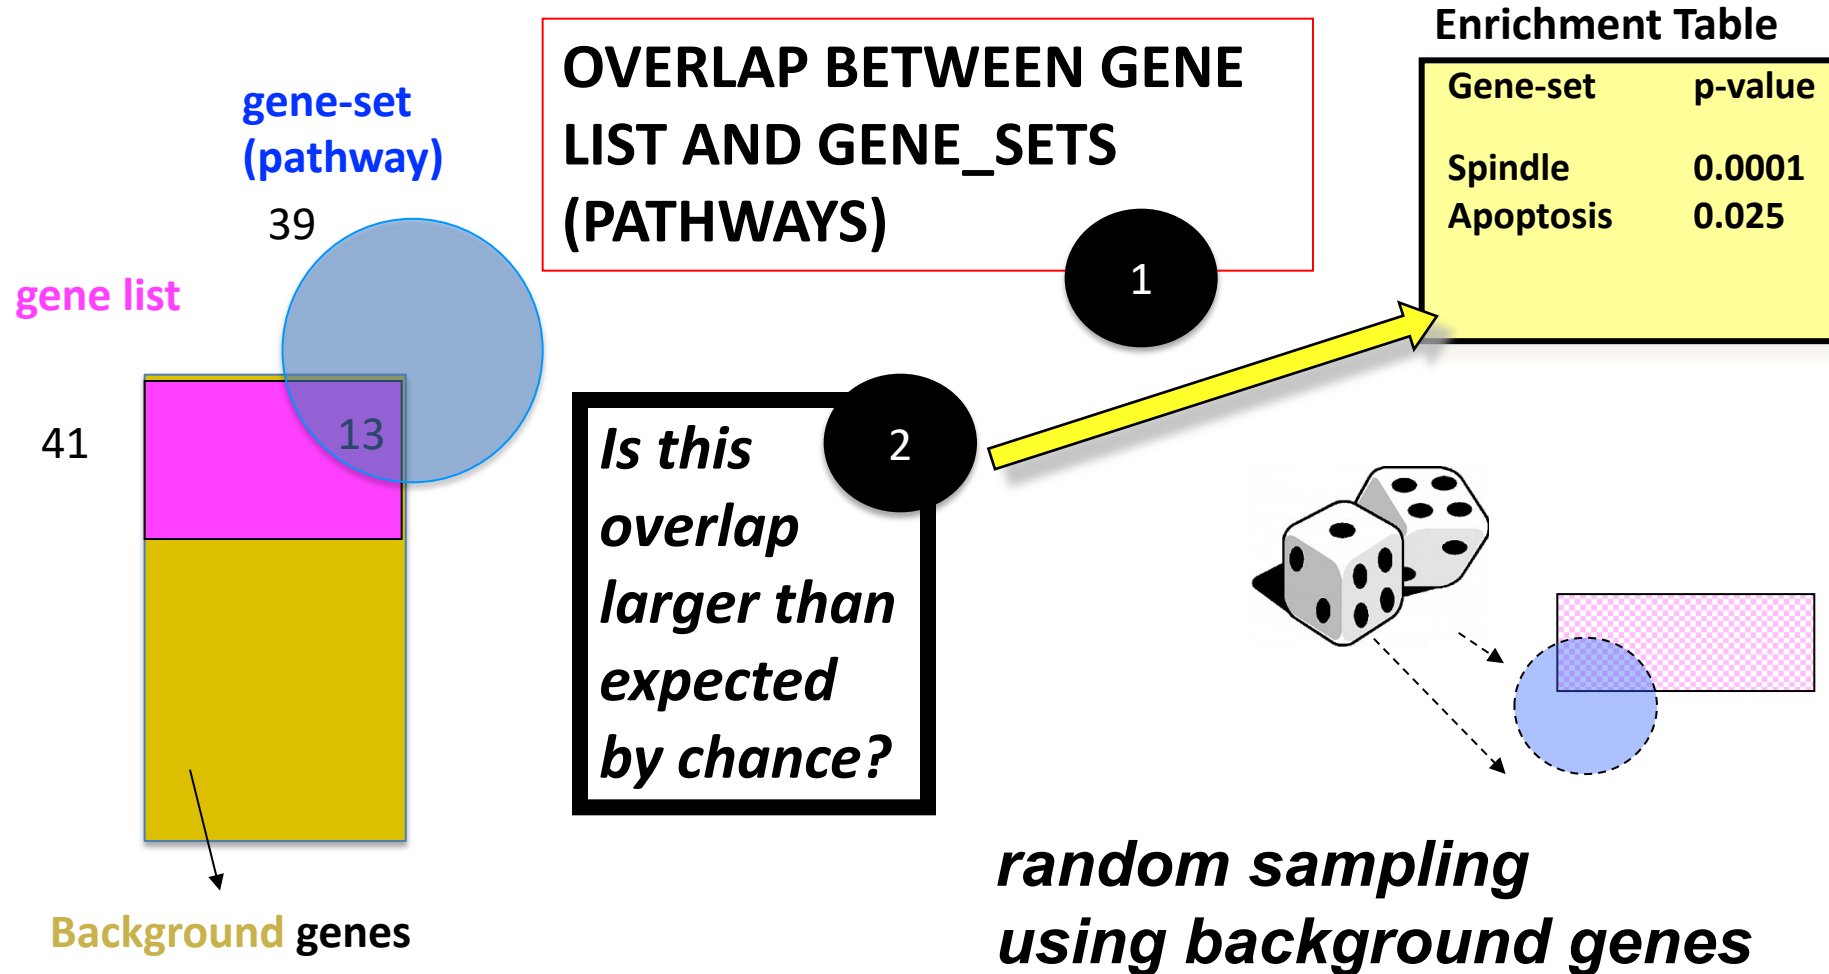 OVERLAP BETWEEN GENE
LIST AND GENE_SETS
(PATHWAYS)
1
Enrichment Table
Gene-set p-value
Spindle 0.0001
Apoptosis 0.025
gene-set
(pathway)
39
gene list
41
13
Background genes
2
Is this
overlap
larger than
expected
by chance?
random sampling
using background genes